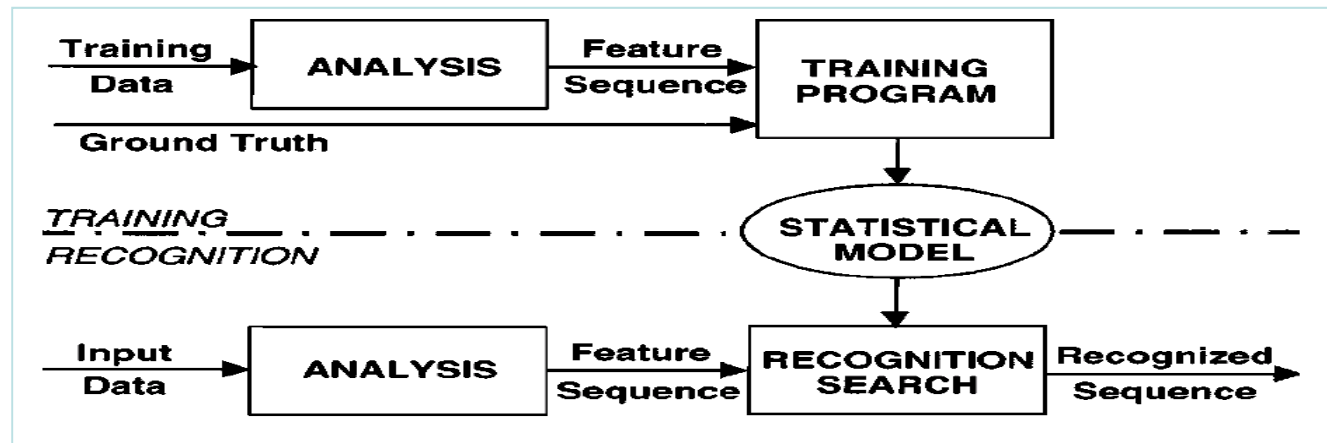 Training
Data
ANALYSIS
Feature
Sequence
TRAINING
PROGRAM
Ground Truth
TRAINING
RECOGNITION
STATISTICAL
MODEL
Input
Data
ANALYSIS
Feature
Sequence
RECOGNITION
SEARCH
Recognized
Sequence